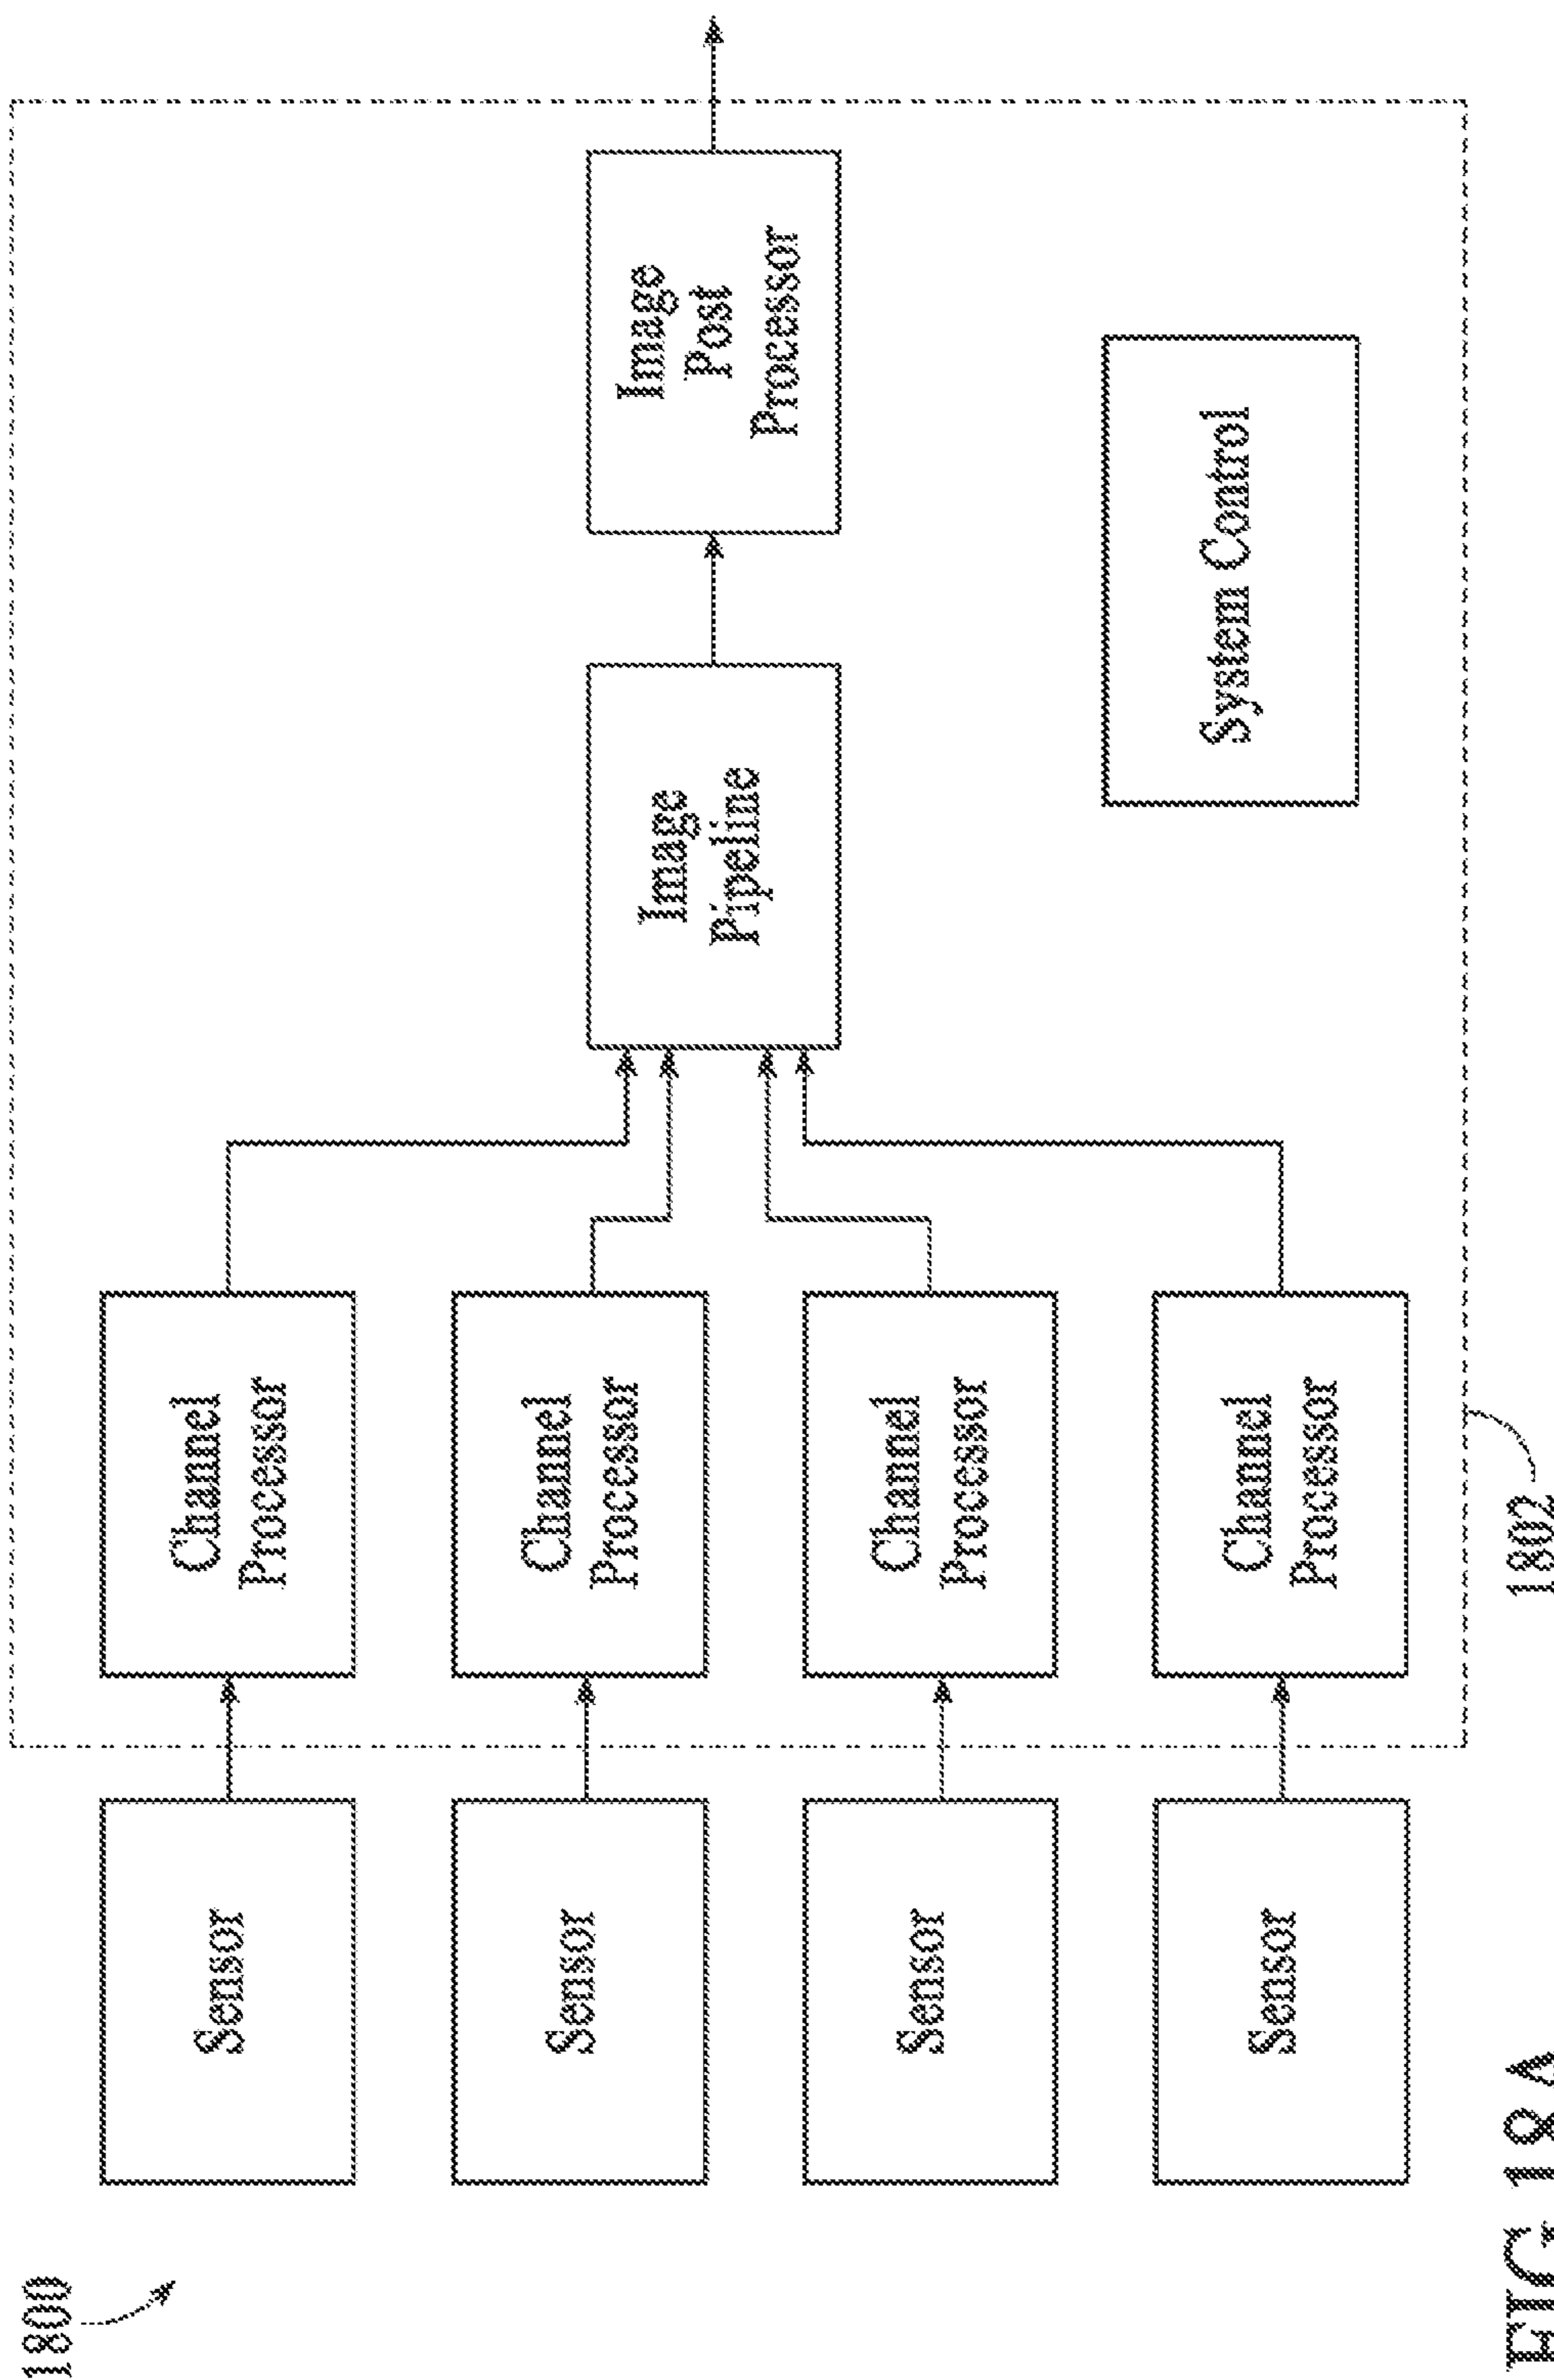 1800
Sensor
Sensor
Sensor
Sensor
Channel
Processor
Channel
Processor
Channel
Processor
Channel
Processor
Image
Pipeline
Image
Post
Processor
System Control
1802
FIG 18A